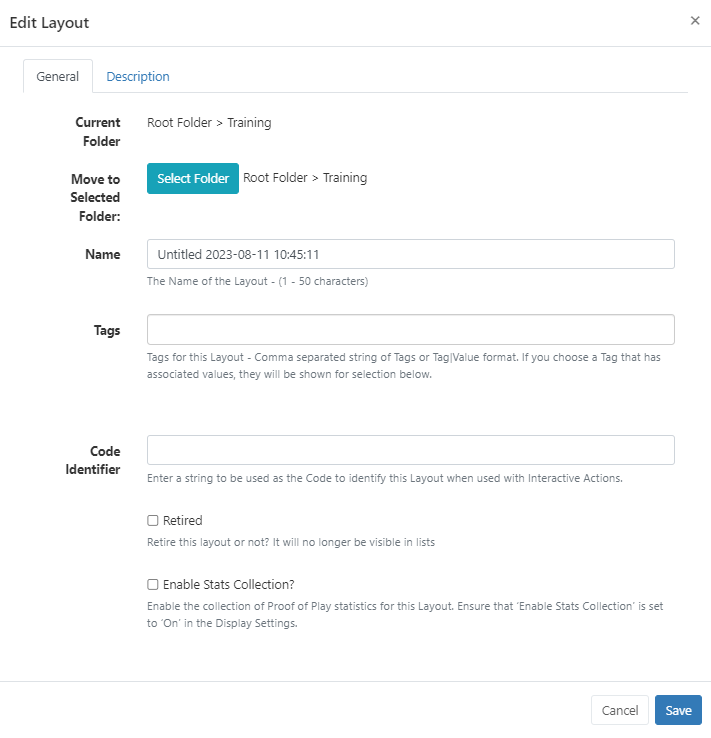 Edit Layout
×
General
Description
Current Folder
Root Folder > Training
Move to Selected Folder:
Select Folder
Root Folder > Training
Name
Untitled 2023-08-11 10:45:11
The Name of the Layout - (1 - 50 characters)
Tags
Tags for this Layout - Comma separated string of Tags or Tag|Value format. If you choose a Tag that has
associated values, they will be shown for selection below.
Code Identifier
Enter a string to be used as the Code to identify this Layout when used with Interactive Actions.
Retired
Retire this layout or not? It will no longer be visible in lists
Enable Stats Collection?
Enable the collection of Proof of Play statistics for this Layout. Ensure that 'Enable Stats Collection' is set
to 'On' in the Display Settings.
Cancel
Save